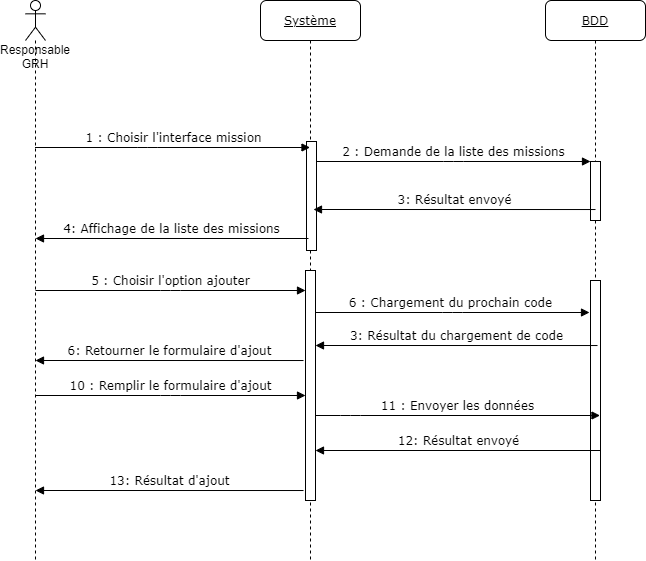 Système
BDD
Responsable
GRH
1 : Choisir l'interface mission
2 : Demande de la liste des missions
3: Résultat envoyé
4: Affichage de la liste des missions
5 : Choisir l'option ajouter
6 : Chargement du prochain code
3: Résultat du chargement de code
6: Retourner le formulaire d'ajout
10 : Remplir le formulaire d'ajout
11 : Envoyer les données
12: Résultat envoyé
13: Résultat d'ajout